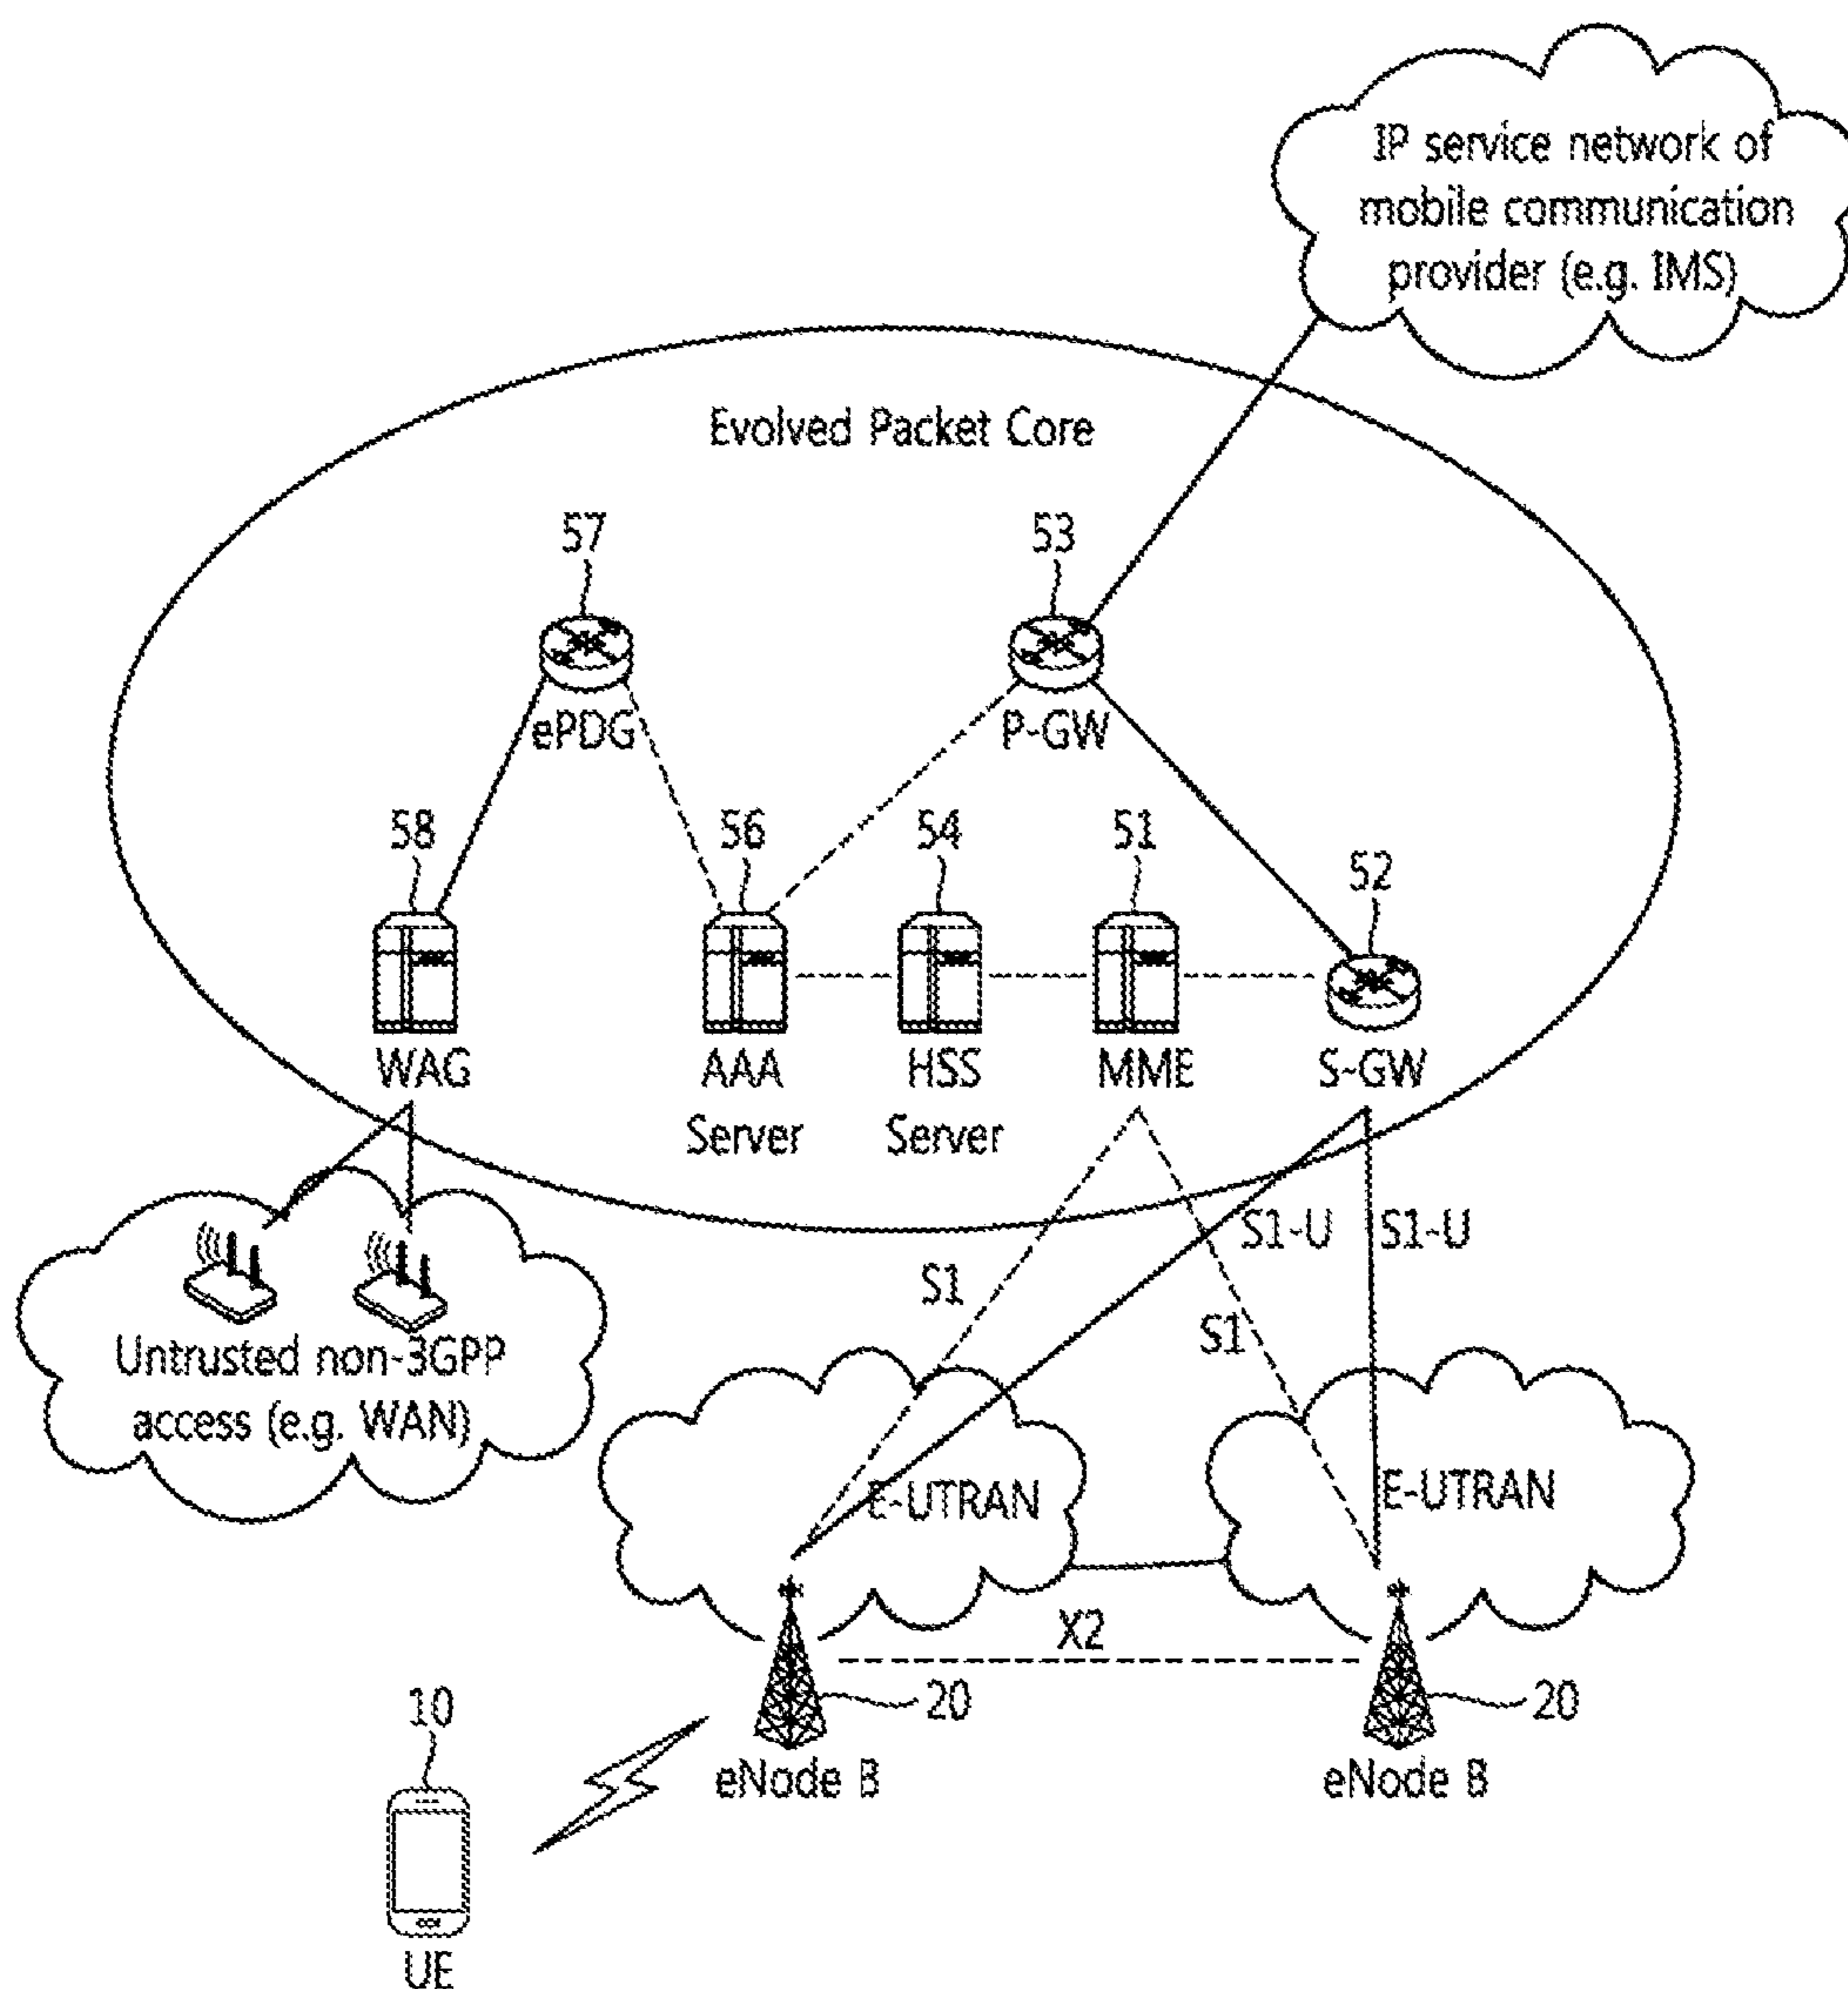 IP service network of
mobile communication
provider (e.g. IMS)
Evolved Packet Core
57
53
ePDG
P-GW
58
56
54
51
52
WAG
AAA
Server
HSS
Server
MME
S-GW
S1-U
S1-U
S1
S1
Untrusted non-3GPP
access (e.g. WAN)
E-UTRAN
E-UTRAN
X2
20
20
10
eNode B
eNode B
UE